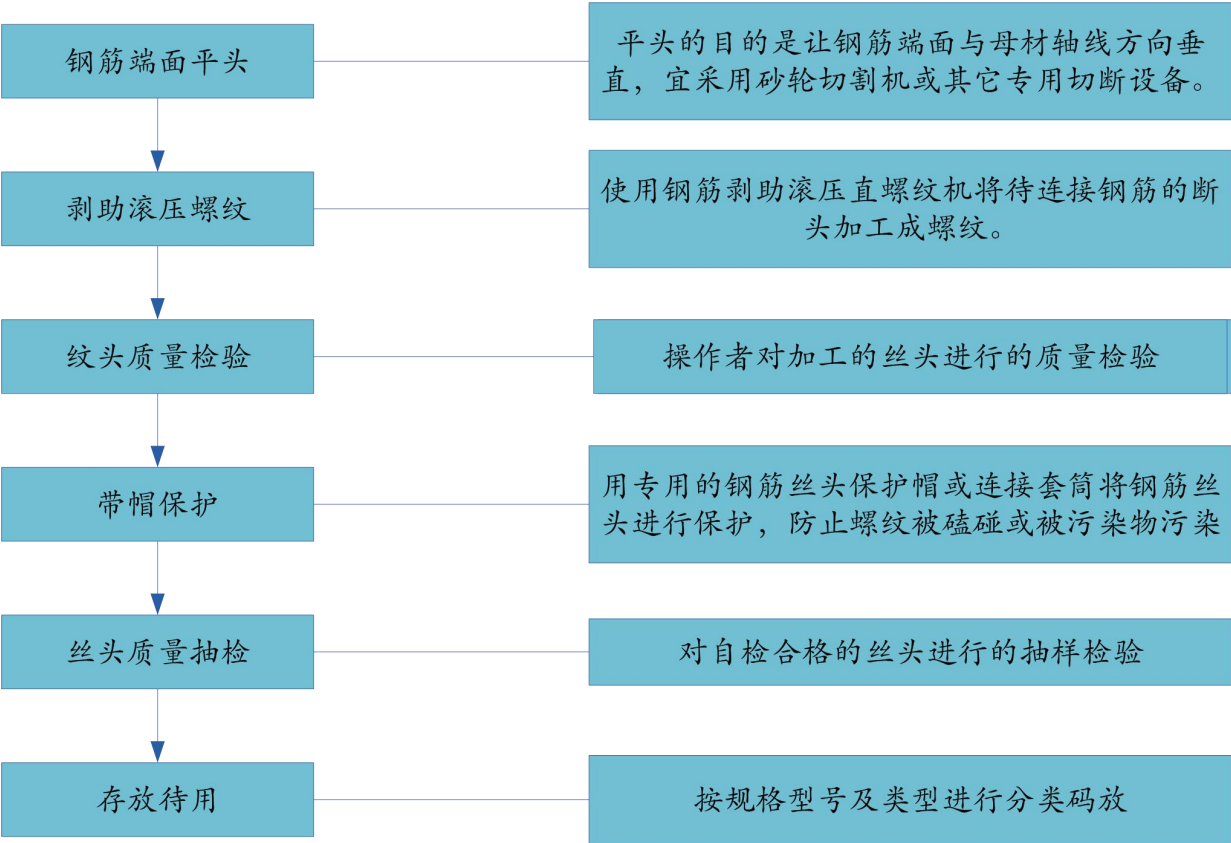 钢筋端面平头
平头的目的是让钢筋端面与母材轴线方向垂
直，宜采用砂轮切割机或其它专用切断设备。
剥助滚压螺纹
使用钢筋剥助滚压直螺纹机将待连接钢筋的断
头加工成螺纹。
纹头质量检验
操作者对加工的丝头进行的质量检验
带帽保护
用专用的钢筋丝头保护帽或连接套筒将钢筋丝
头进行保护，防止螺纹被磕碰或被污染物污染
丝头质量抽检
对自检合格的丝头进行的抽样检验
存放待用
按规格型号及类型进行分类码放